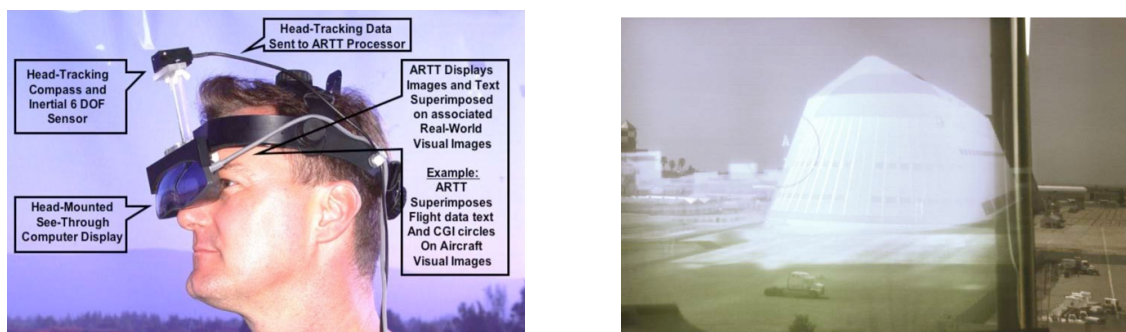 Head-Tracking Data
Sent to ARTT Processor
Head-Tracking
Compass and
Inertial 6 DOF
Sensor
ARTT Displays
Images and Text
Superimposed
on associated
Real-World
Visual Images
Example:
ARTT
Superimposes
Flight data text
And CGI circles
On Aircraft
Visual Images
Head-Mounted
See-Through
Computer Display